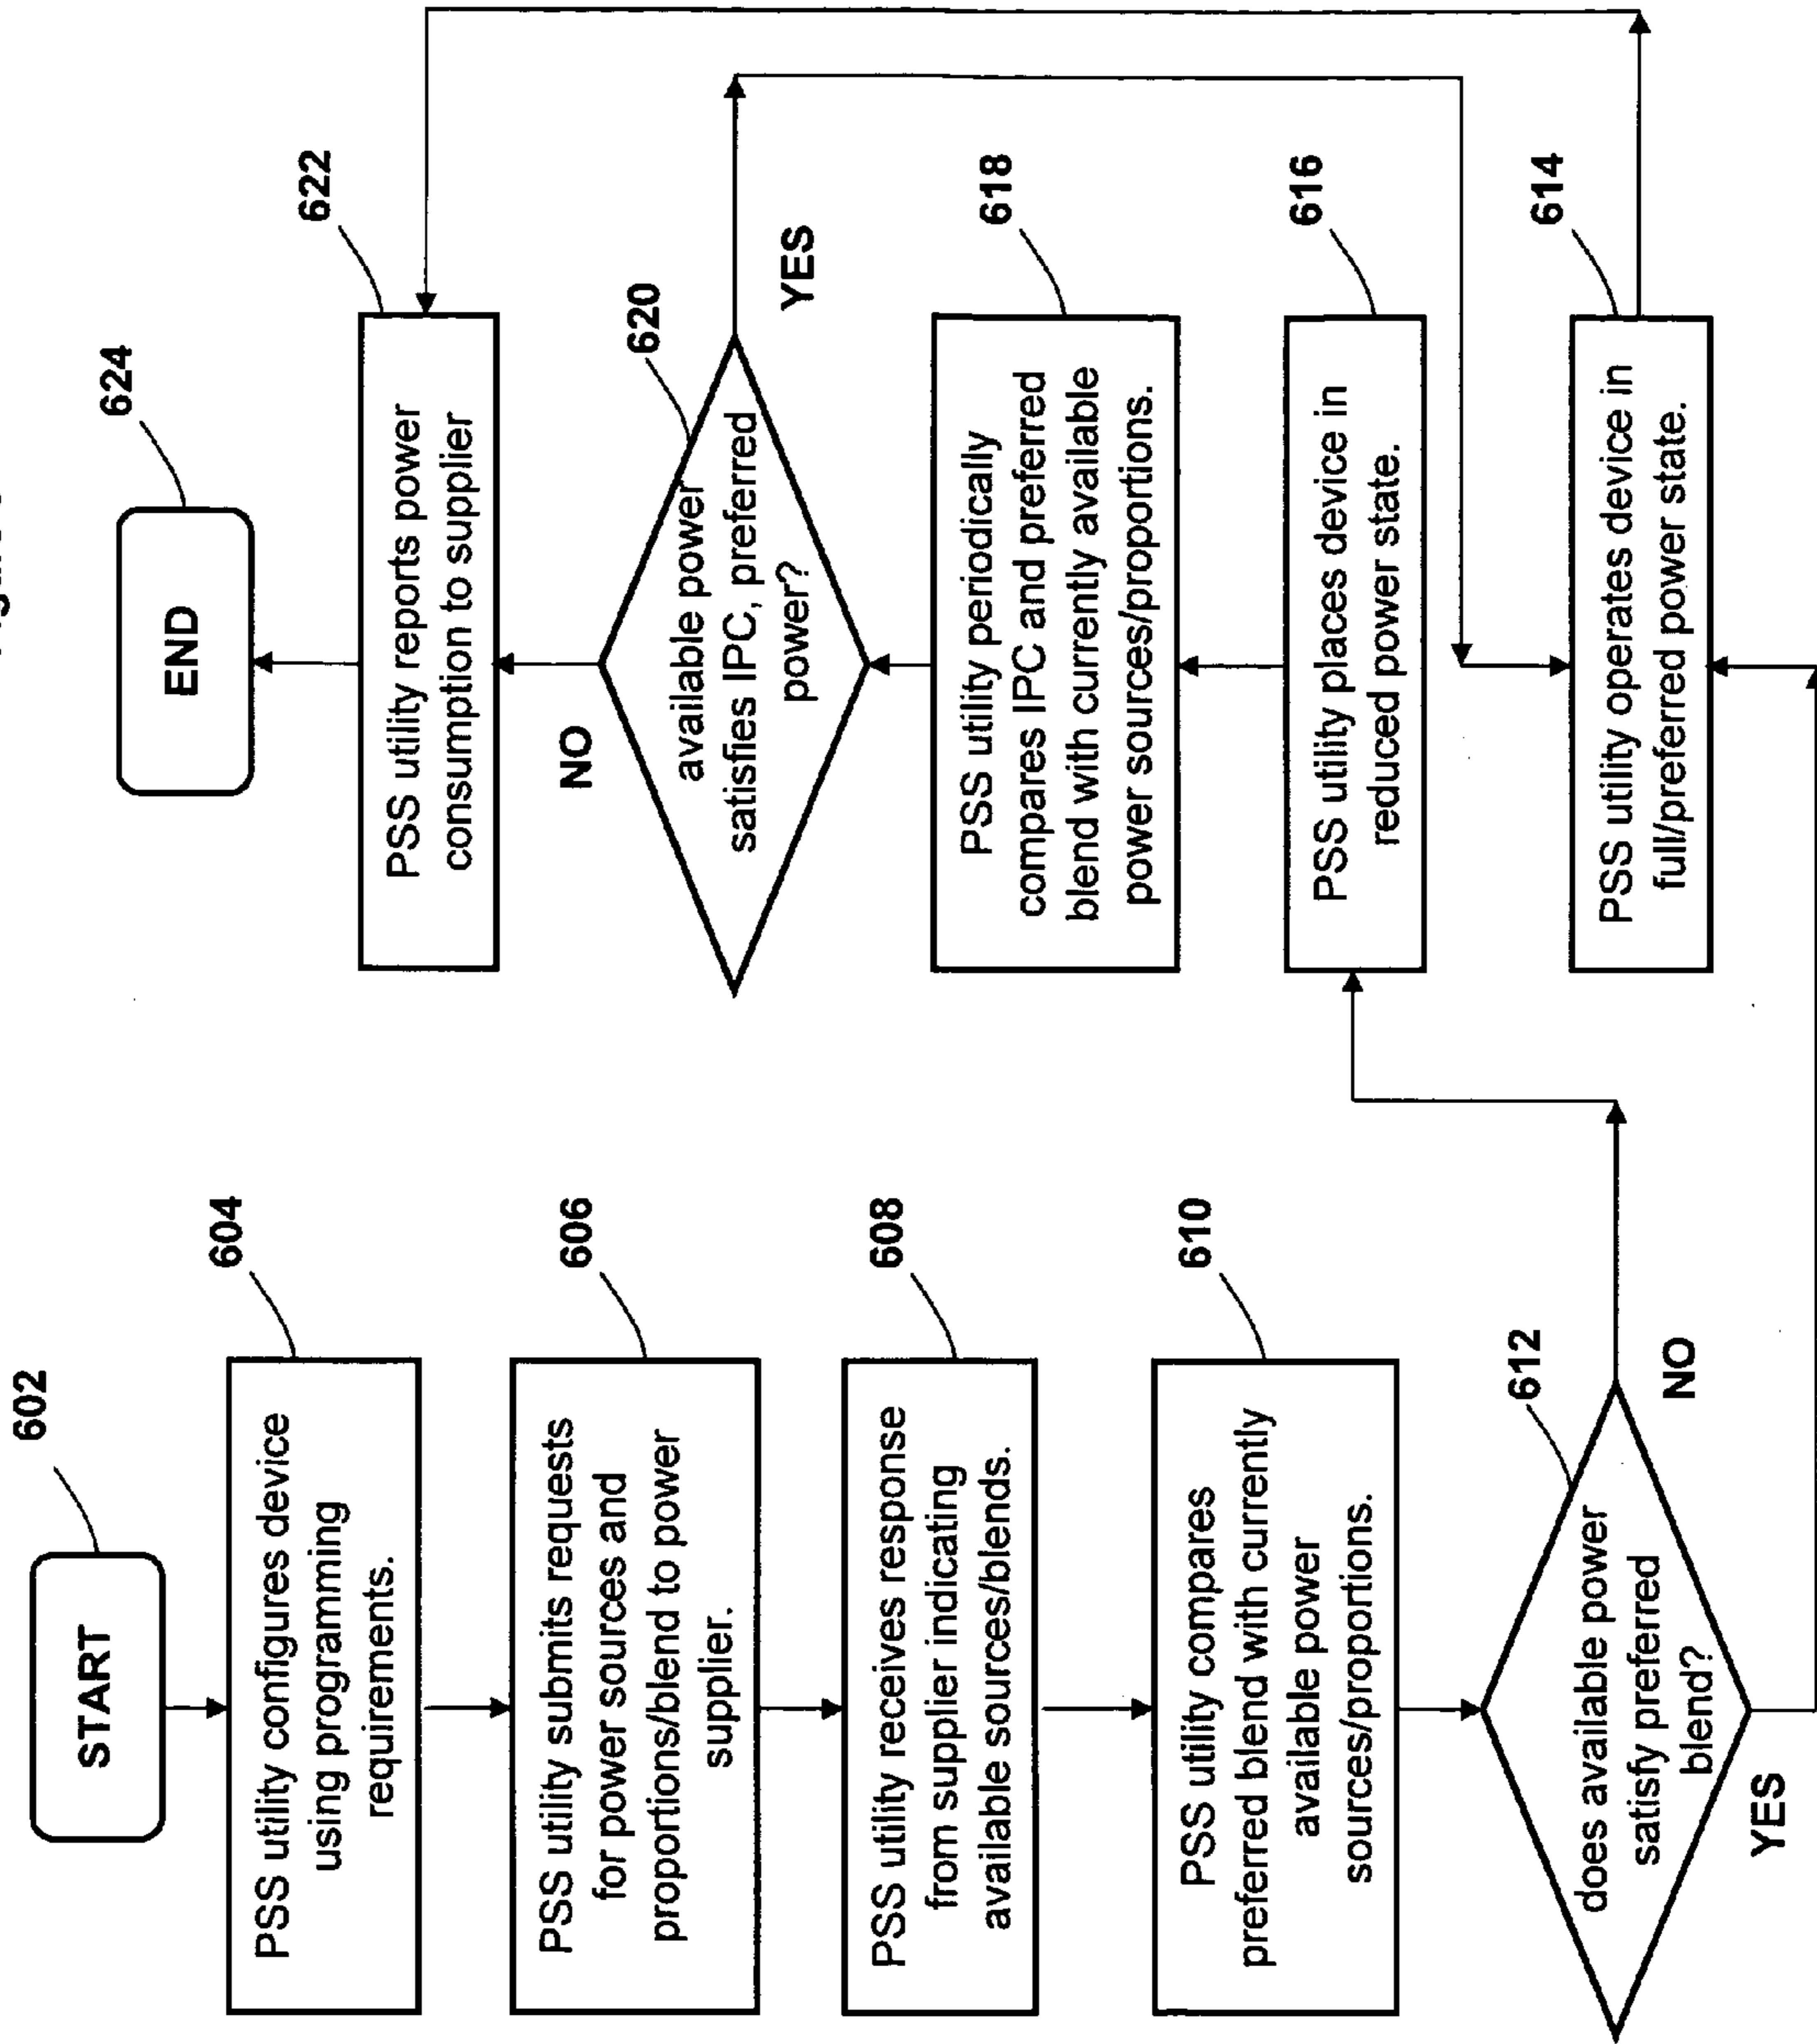 602
START
604
PSS utility configures device
using programming
requirements.
606
PSS utility submits requests
for power sources and
proportions/blend to power
supplier.
608
PSS utility receives response
from supplier indicating
available sources/blends.
610
PSS utility compares
preferred blend with currently
available power
sources/proportions.
612
does available power
satisfy preferred
blend?
NO
YES
624
END
622
PSS utility reports power
consumption to supplier
NO
620
available power
satisfies IPC, preferred
power?
YES
618
PSS utility periodically
compares IPC and preferred
blend with currently available
power sources/proportions.
616
PSS utility places device in
reduced power state.
614
PSS utility operates device in
full/preferred power state.